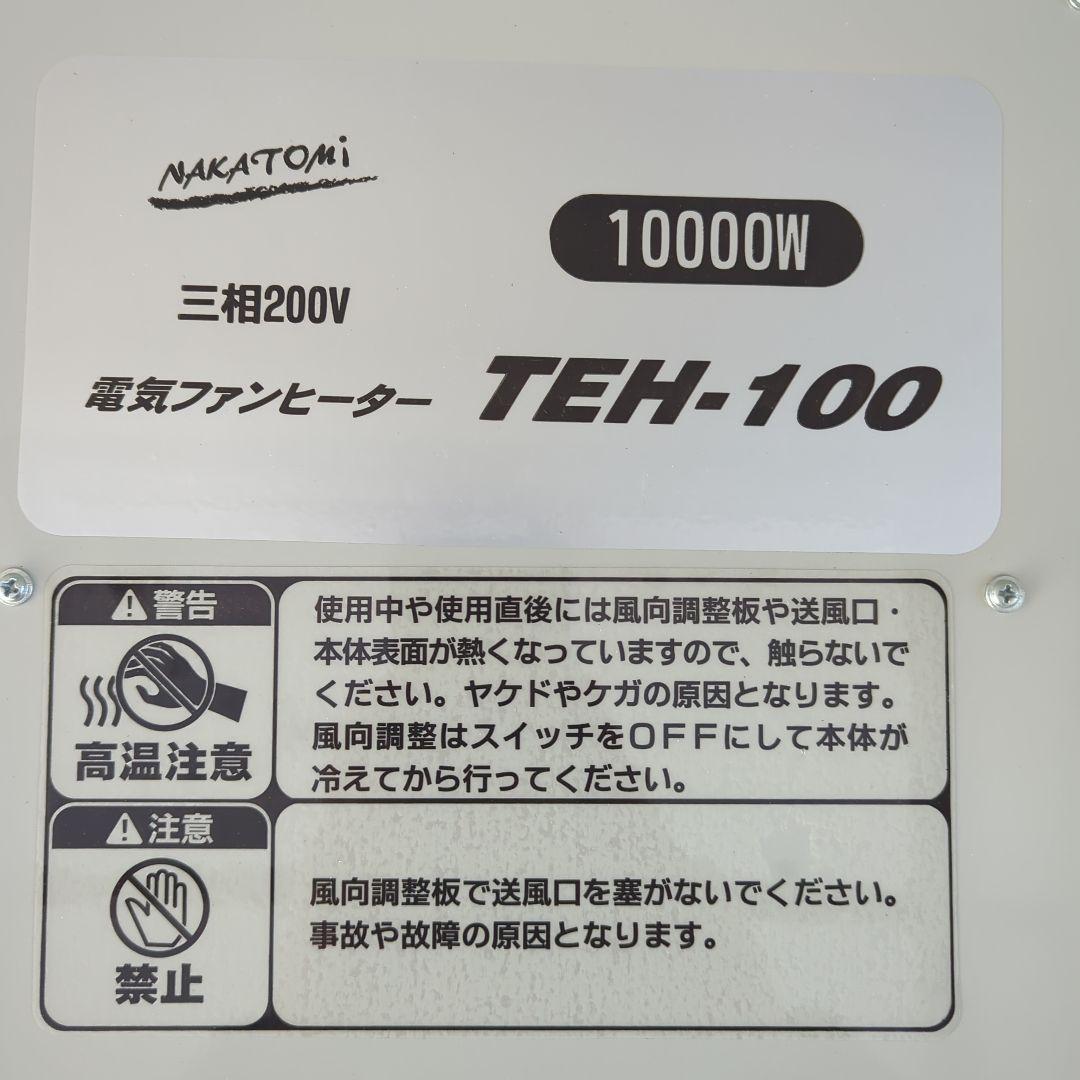 NAKATOMi
10000W
三相200V
電気ファンヒーター TEH-100
警告
高温注意
使用中や使用直後には風向調整板や送風口・
本体表面が熱くなっていますので、触らないで
ください。ヤケドやケガの原因となります。
風向調整はスイッチをOFFにして本体が
冷えてから行ってください。
注意
禁止
風向調整板で送風口を塞がないでください。
事故や故障の原因となります。